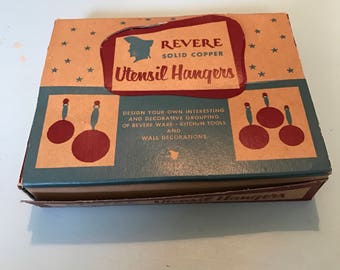 REVERE
SOLID COPPER
Utensil Hangers
DESIGN YOUR OWN INTERESTING
AND DECORATIVE GROUPING
OF REVERE WARE - KITCHEN TOOLS
AND
WALL DECORATIONS.
Utensil Hangers